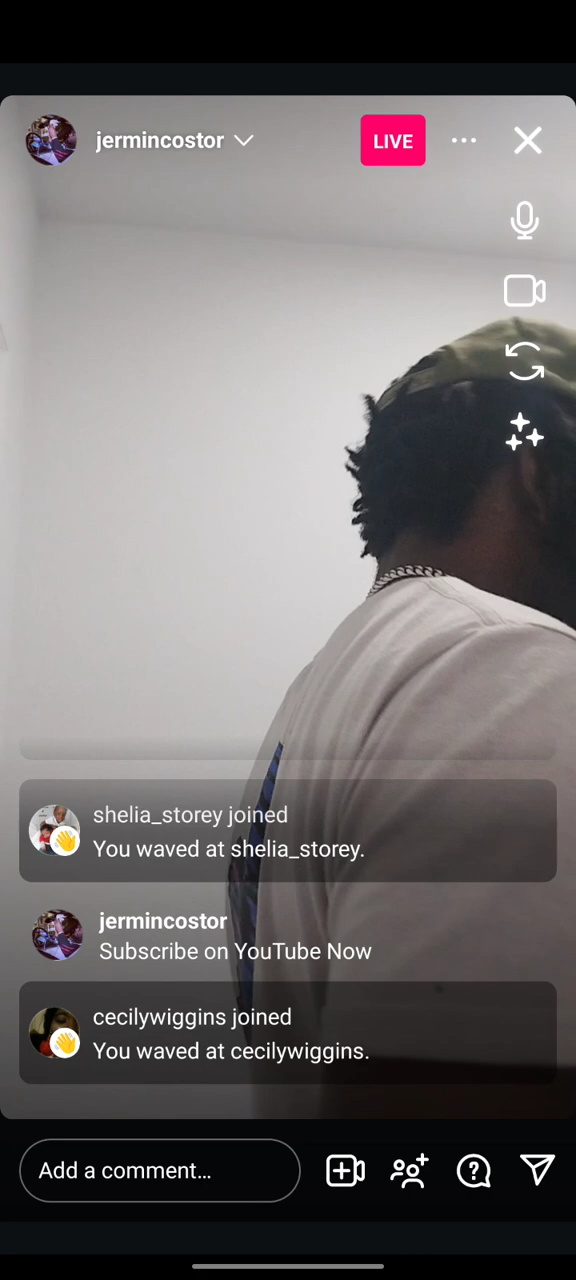 jermincostor
LIVE
shelia_storey joined
You waved at shelia_storey.
jermincostor
Subscribe on YouTube Now
cecilywiggins joined
You waved at cecilywiggins.
Add a comment...